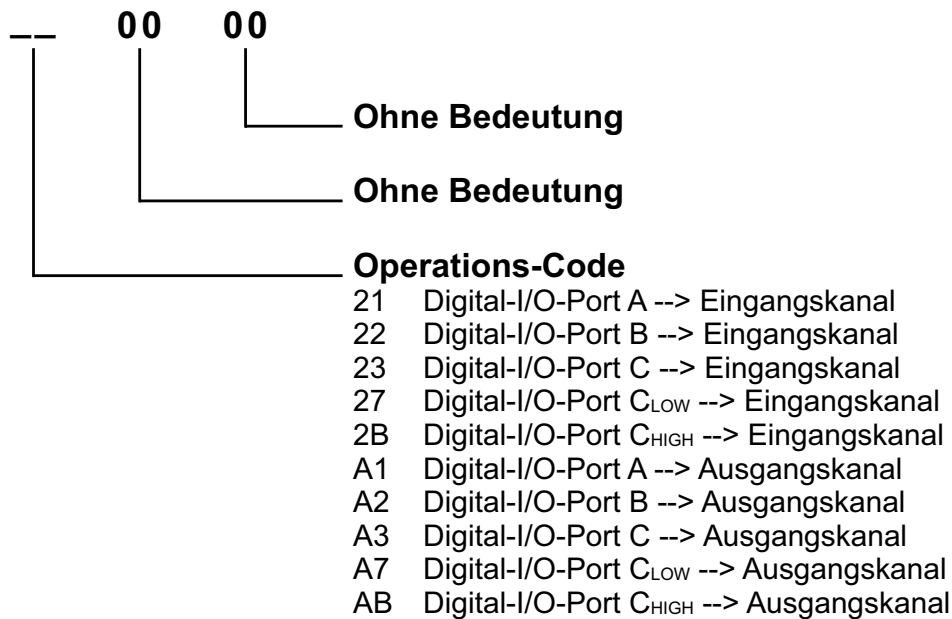 __ 00 00
Ohne Bedeutung
Ohne Bedeutung
Operations-Code
21 Digital-I/O-Port A --> Eingangskanal
22 Digital-I/O-Port B --> Eingangskanal
23 Digital-I/O-Port C --> Eingangskanal
27 Digital-I/O-Port CLOW --> Eingangskanal
2B Digital-I/O-Port CHIGH --> Eingangskanal
A1 Digital-I/O-Port A --> Ausgangskanal
A2 Digital-I/O-Port B --> Ausgangskanal
A3 Digital-I/O-Port C --> Ausgangskanal
A7 Digital-I/O-Port CLOW --> Ausgangskanal
AB Digital-I/O-Port CHIGH --> Ausgangskanal